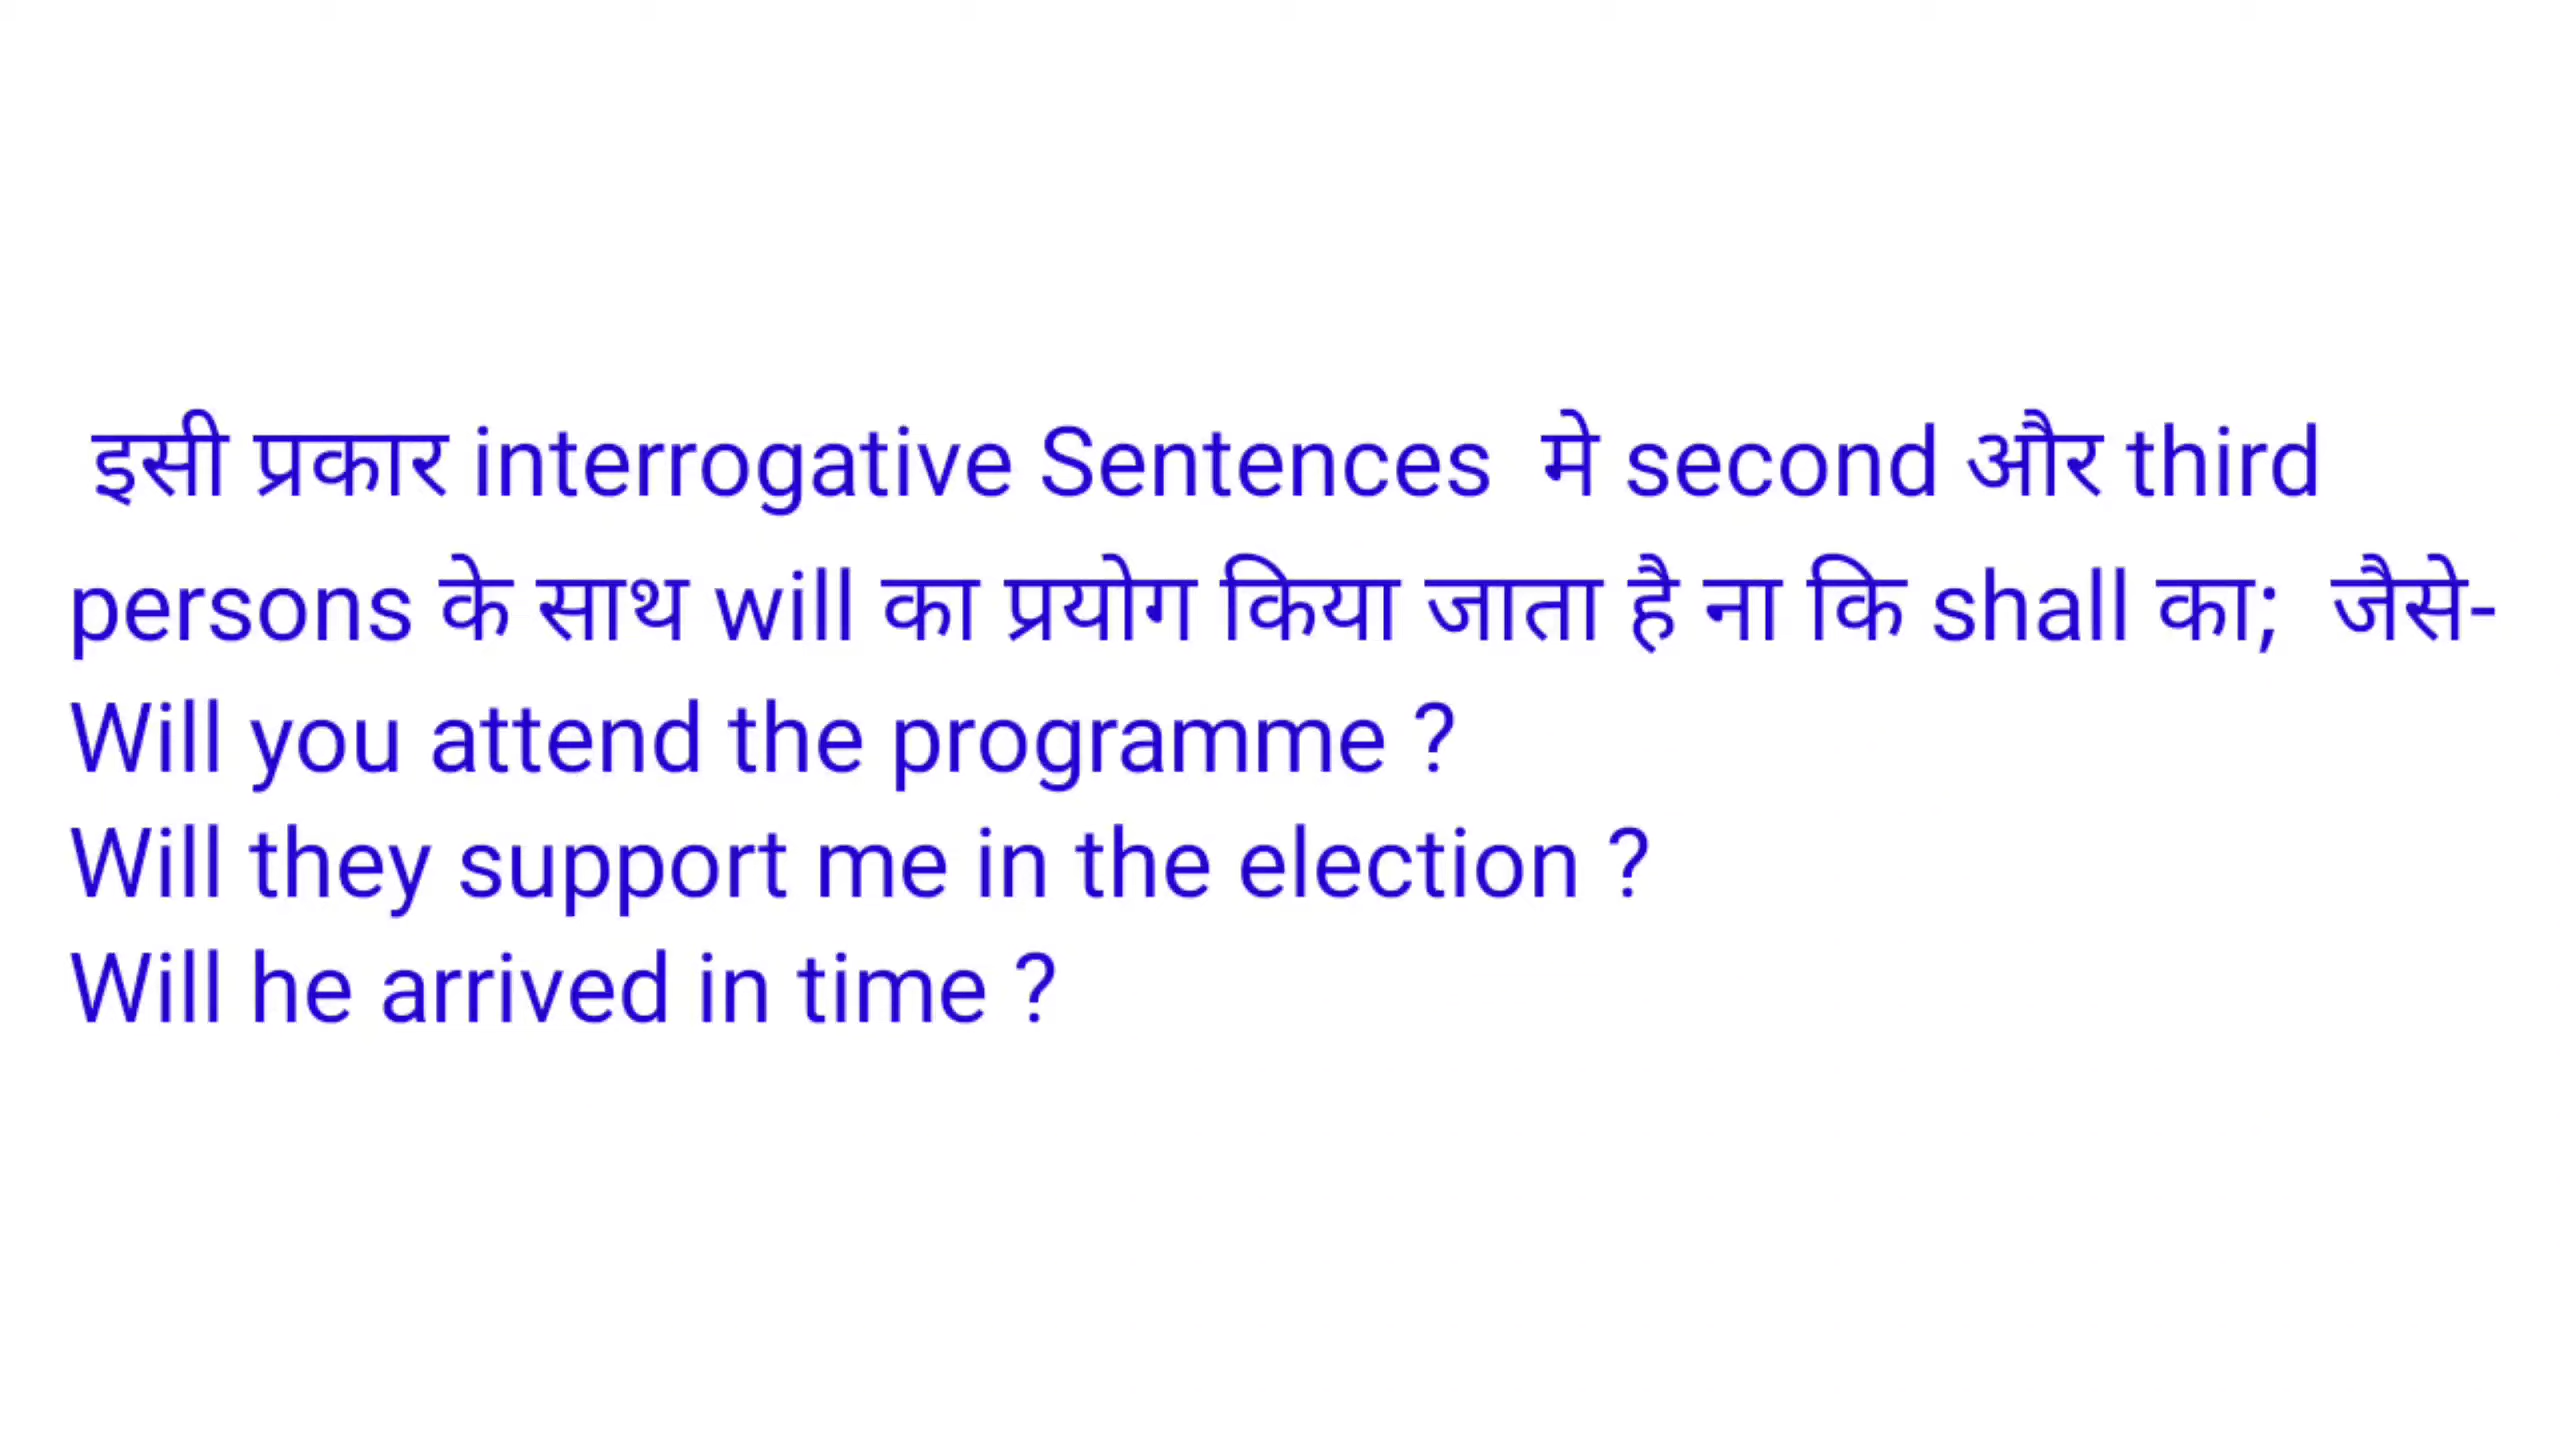 इसी प्रकार interrogative Sentences मे second और third
persons के साथ will का प्रयोग किया जाता है ना कि shall का; जैसे-
Will you attend the programme ?
Will they support me in the election ?
Will he arrived in time ?